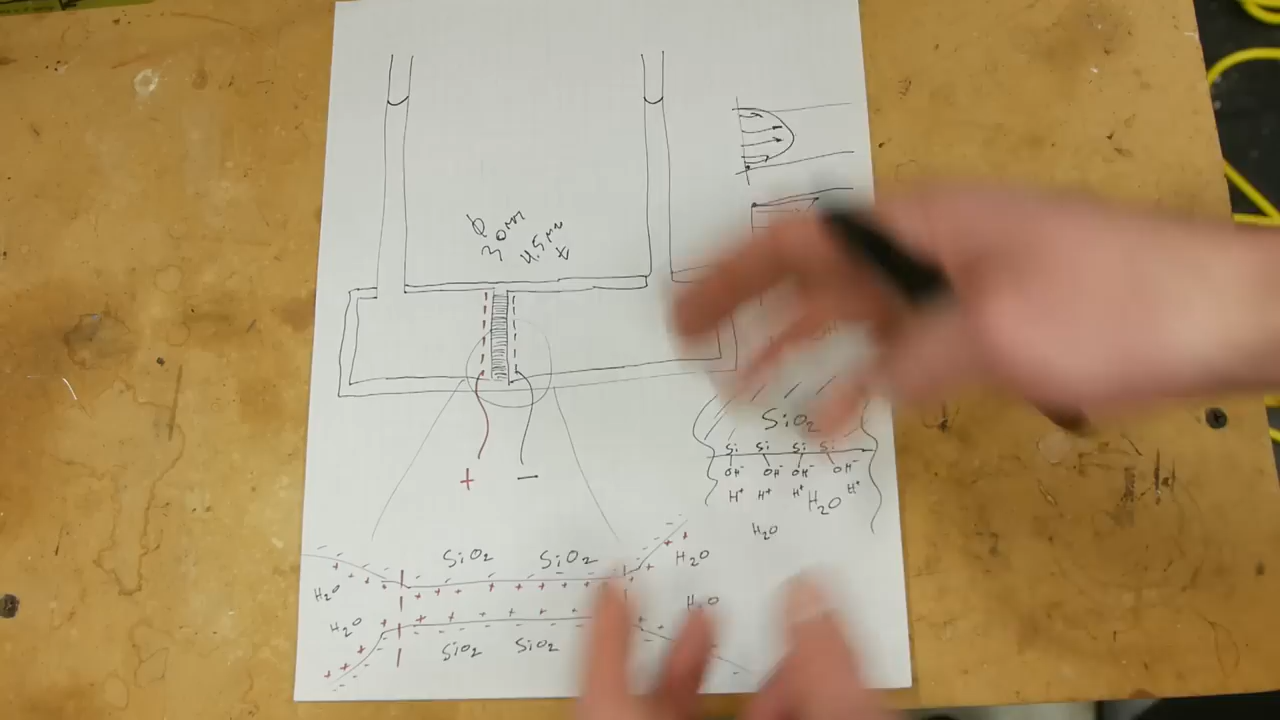 φ
30mm
4.5mm
t
+ −
SiO₂
Si Si Si Si
OH⁻ OH⁻ OH⁻ OH⁻
H⁺ H⁺ H⁺ H₂O H⁺
H₂O
SiO₂ SiO₂ H₂O
H₂O
H₂O
H₂O
SiO₂ SiO₂